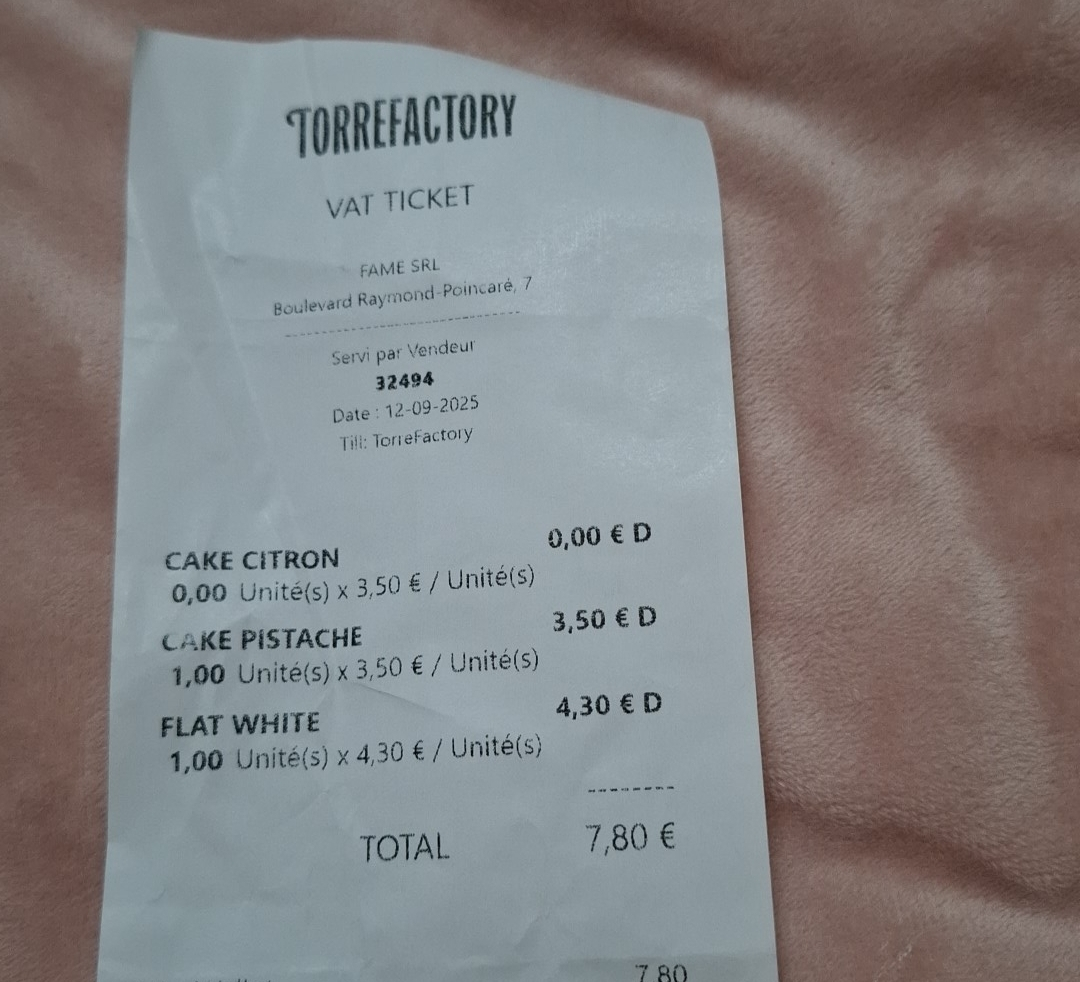 TORREFACTORY
VAT TICKET
FAME SRL
Boulevard Raymond-Poincaré, 7
--------------------------------
Servi par Vendeur
32494
Date : 12-09-2025
Till: TorreFactory
CAKE CITRON 0,00 € D
0,00 Unité(s) x 3,50 € / Unité(s)
CAKE PISTACHE 3,50 € D
1,00 Unité(s) x 3,50 € / Unité(s)
FLAT WHITE 4,30 € D
1,00 Unité(s) x 4,30 € / Unité(s)
---------
TOTAL 7,80 €
7,80